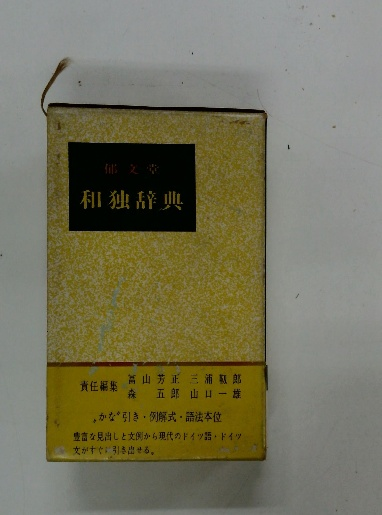 郁文堂
和独辞典
責任編集
冨山芳正 三浦靱郎
森 五郎 山口一雄
„かな“引き・例解式・語法本位
豊富な見出しと文例から現代のドイツ語・ドイツ
文がすぐに引き出せる。